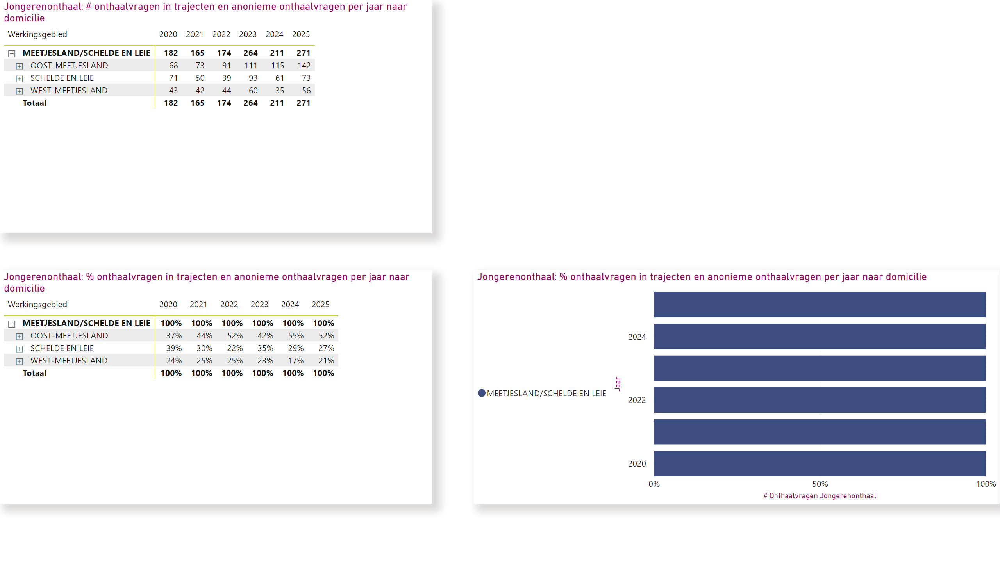 Jongerenonthaal: # onthaalvragen in trajecten en anonieme onthaalvragen per jaar naar
domicilie
Werkingsgebied 2020 2021 2022 2023 2024 2025
MEETJESLAND/SCHELDE EN LEIE 182 165 174 264 211 271
OOST-MEETJESLAND 68 73 91 111 115 142
SCHELDE EN LEIE 71 50 39 93 61 73
WEST-MEETJESLAND 43 42 44 60 35 56
Totaal 182 165 174 264 211 271
Jongerenonthaal: % onthaalvragen in trajecten en anonieme onthaalvragen per jaar naar
domicilie
Werkingsgebied 2020 2021 2022 2023 2024 2025
MEETJESLAND/SCHELDE EN LEIE 100% 100% 100% 100% 100% 100%
OOST-MEETJESLAND 37% 44% 52% 42% 55% 52%
SCHELDE EN LEIE 39% 30% 22% 35% 29% 27%
WEST-MEETJESLAND 24% 25% 25% 23% 17% 21%
Totaal 100% 100% 100% 100% 100% 100%
Jongerenonthaal: % onthaalvragen in trajecten en anonieme onthaalvragen per jaar naar domicilie
MEETJESLAND/SCHELDE EN LEIE
Jaar
2024
2022
2020
0% 50% 100%
# Onthaalvragen Jongerenonthaal